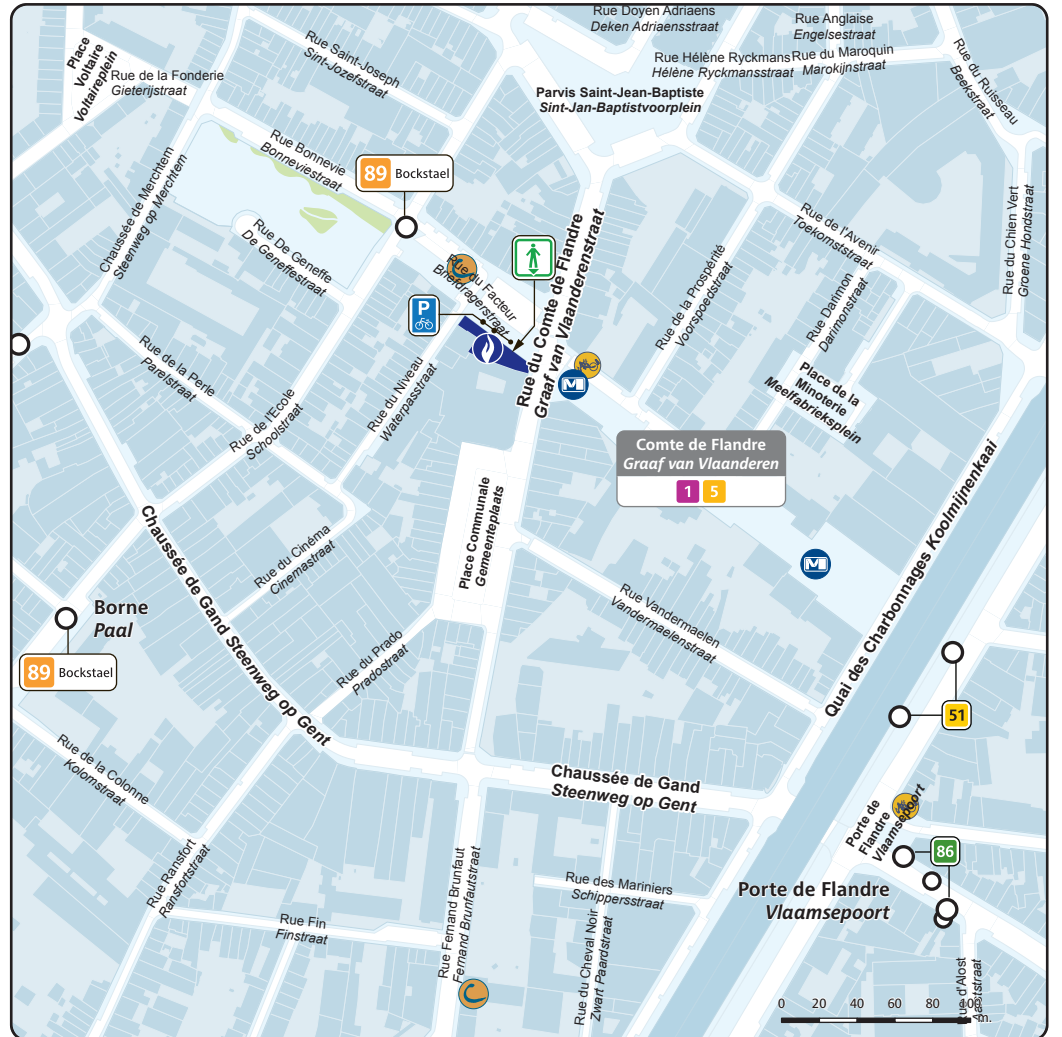 Rue Doyen Adriaens
Deken Adriaensstraat
Rue Anglaise
Engelsestraat
Place
Voltaire
Voltaireplein
Rue de la Fonderie
Gieterijstraat
Rue Saint-Joseph
Sint-Jozefstraat
Rue Hélène Ryckmans
Hélène Ryckmansstraat
Rue du Maroquin
Marokijnstraat
Rue du Ruisseau
Beekstraat
Parvis Saint-Jean-Baptiste
Sint-Jan-Baptistvoorplein
Rue Bonnevie
Bonneviestraat
89 Bockstael
Chaussée de Merchtem
Steenweg op Merchtem
Rue De Geneffe
De Geneffestraat
Rue du Facteur
Briefdragerstraat
P
Rue du Comte de Flandre
Graaf van Vlaanderenstraat
Rue de la Prospérité
Voorspoedstraat
Rue de l'Avenir
Toekomststraat
Rue du Chien Vert
Groene Hondstraat
Rue Darimon
Darimonstraat
Place de la
Minoterie
Meelfabrieksplein
Rue de la Perle
Parelstraat
Rue du Niveau
Waterpasstraat
Rue de l'Ecole
Schoolstraat
M
Comte de Flandre
Graaf van Vlaanderen
1 5
Quai des Charbonnages Koolmijnenkaai
Place Communale
Gemeenteplaats
Chaussée de Gand Steenweg op Gent
Rue du Cinéma
Cinemastraat
M
Rue Vandermaelen
Vandermaelenstraat
Borne
Paal
89 Bockstael
Rue du Prado
Pradostraat
51
Rue de la Colonne
Kolomstraat
Chaussée de Gand
Steenweg op Gent
Porte de
Flandre
Vlaamsepoort
86
Rue Ransfort
Ransfortstraat
Rue Fernand Brunfaut
Fernand Brunfautstraat
Rue des Mariniers
Schippersstraat
Porte de Flandre
Vlaamsepoort
Rue Fin
Finstraat
Rue du Cheval Noir
Zwart Paardstraat
Rue d'Alost
Aalststraat
0 20 40 60 80 100
m.